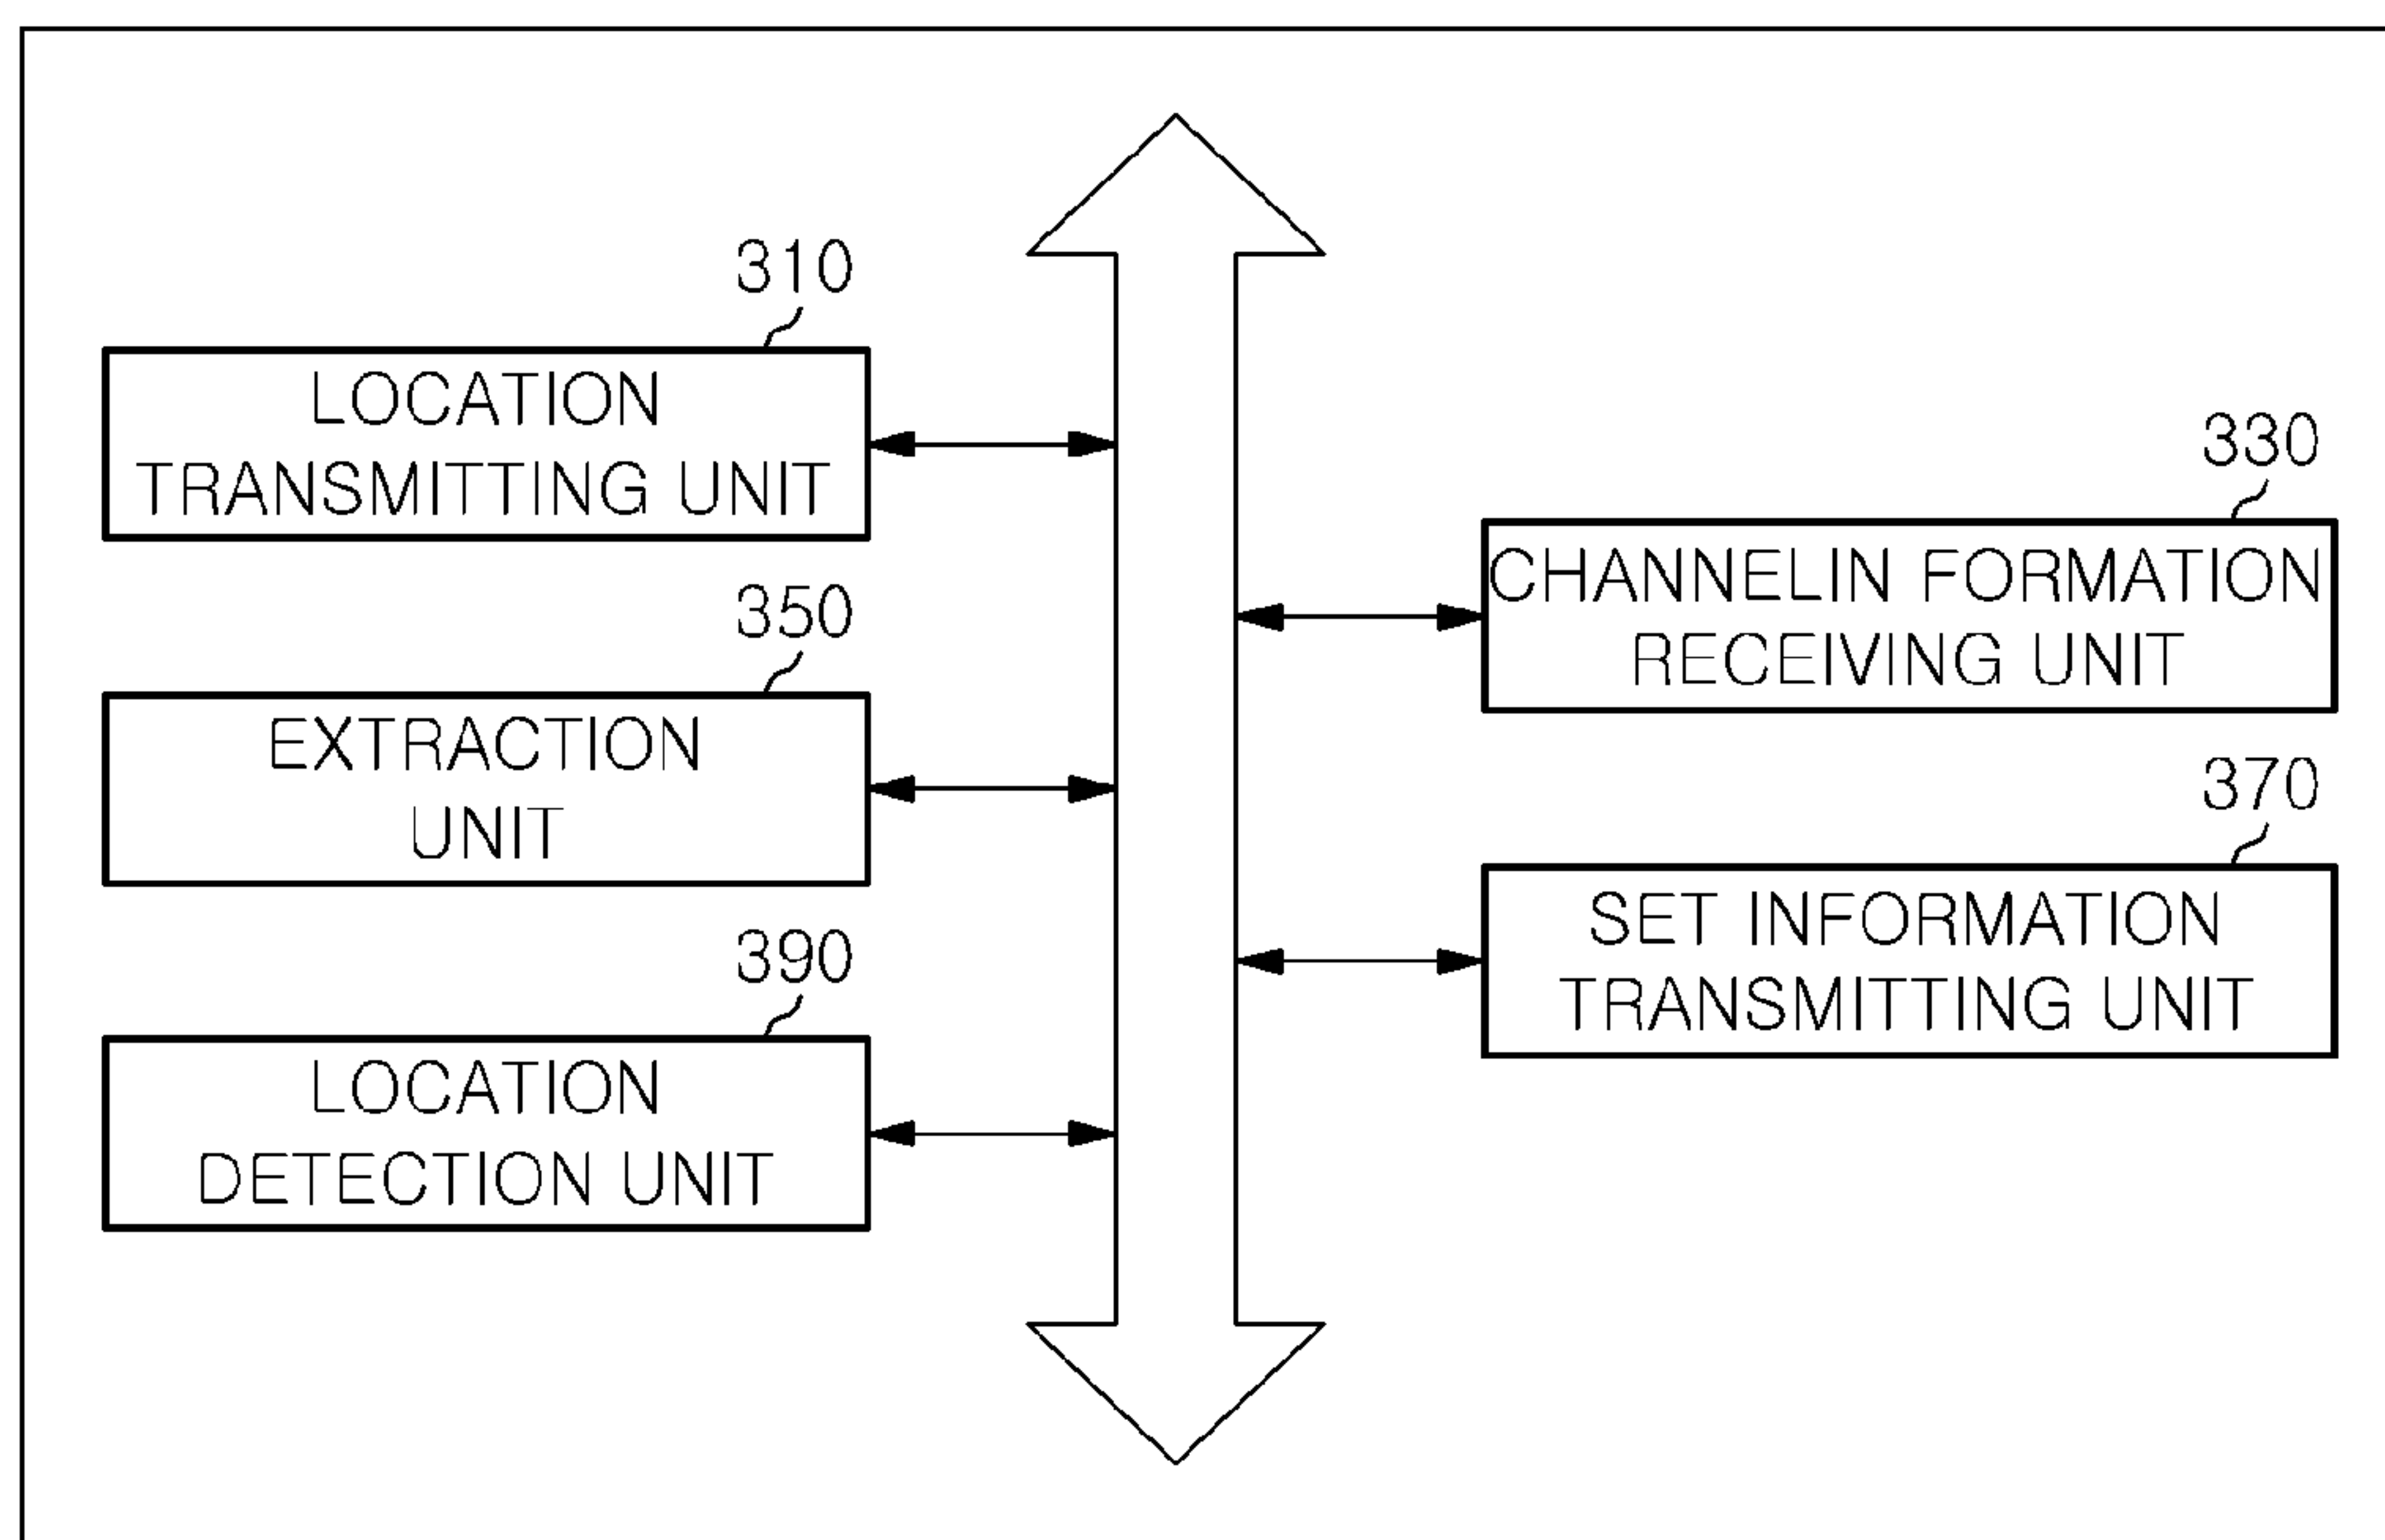 310
LOCATION
TRANSMITTING UNIT
330
CHANNELIN FORMATION
RECEIVING UNIT
350
EXTRACTION
UNIT
370
SET INFORMATION
TRANSMITTING UNIT
390
LOCATION
DETECTION UNIT